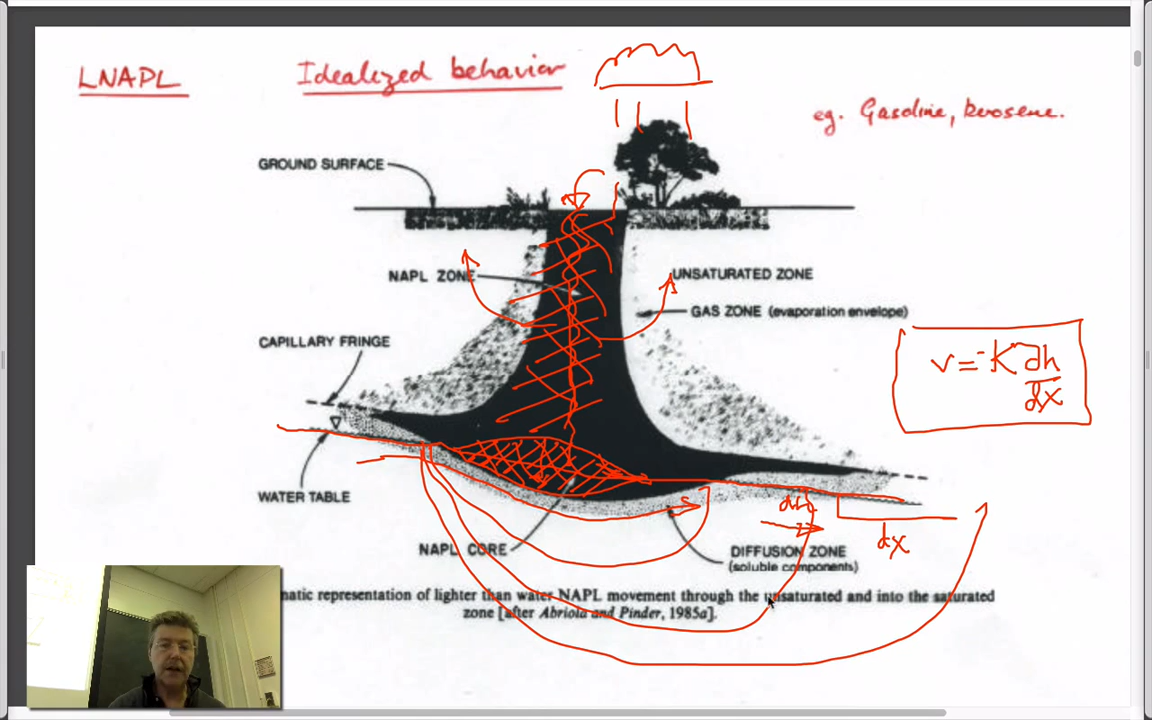 LNAPL
Idealized behavior
eg. Gasoline, kerosene.
GROUND SURFACE
NAPL ZONE
UNSATURATED ZONE
GAS ZONE (evaporation envelope)
CAPILLARY FRINGE
v = -K ∂h
∂x
WATER TABLE
dh
dx
NAPL CORE
DIFFUSION ZONE
(soluble components)
matic representation of lighter than water NAPL movement through the unsaturated and into the saturated
zone [after Abriola and Pinder, 1985a].